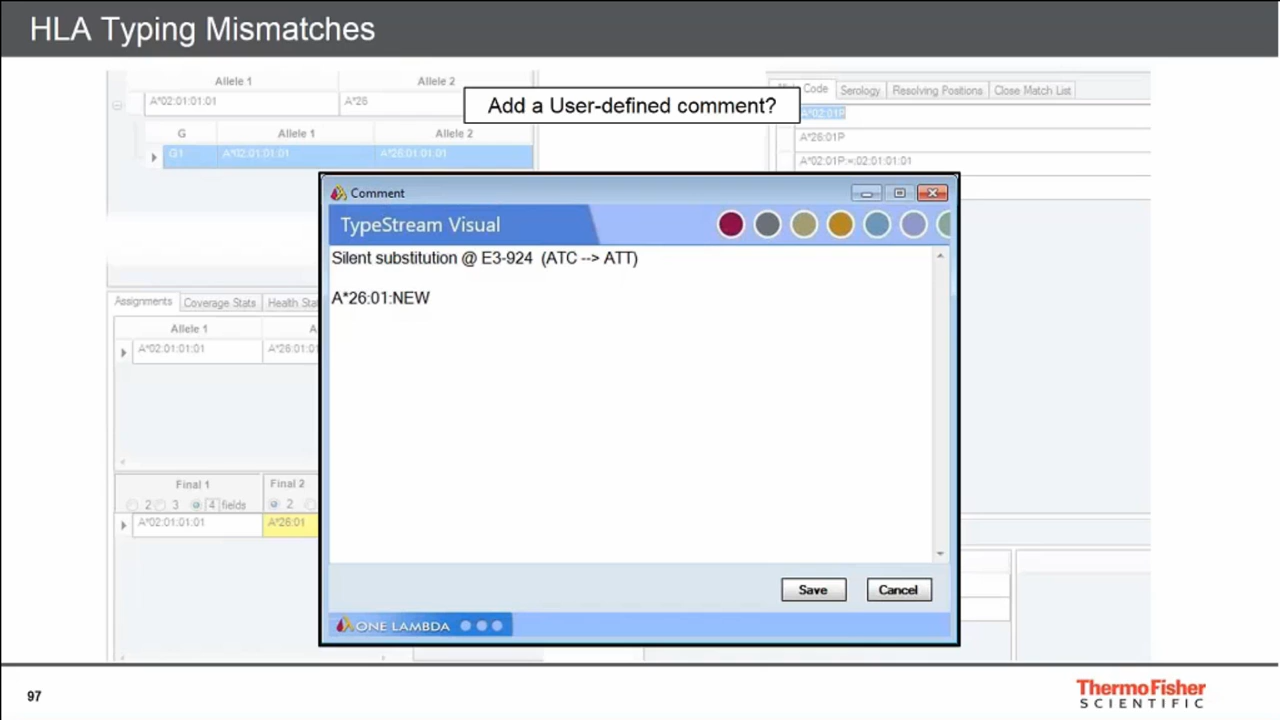 HLA Typing Mismatches
Allele 1 Allele 2
A*02:01:01:01 A*26
G Allele 1 Allele 2
G1 A*02:01:01:01 A*26:01:01:01
Add a User-defined comment?
Code Serology Resolving Positions Close Match List
A*02:01P
A*26:01P
A*02:01P:=:02:01:01:01
Comment
TypeStream Visual
Silent substitution @ E3-924 (ATC --> ATT)
A*26:01:NEW
Assignments Coverage Stats Health Sta
Allele 1 A
A*02:01:01:01 A*26:01:01
Final 1 Final 2
2 3 4 fields 2
A*02:01:01:01 A*26:01
Save Cancel
ONE LAMBDA
97
ThermoFisher
SCIENTIFIC